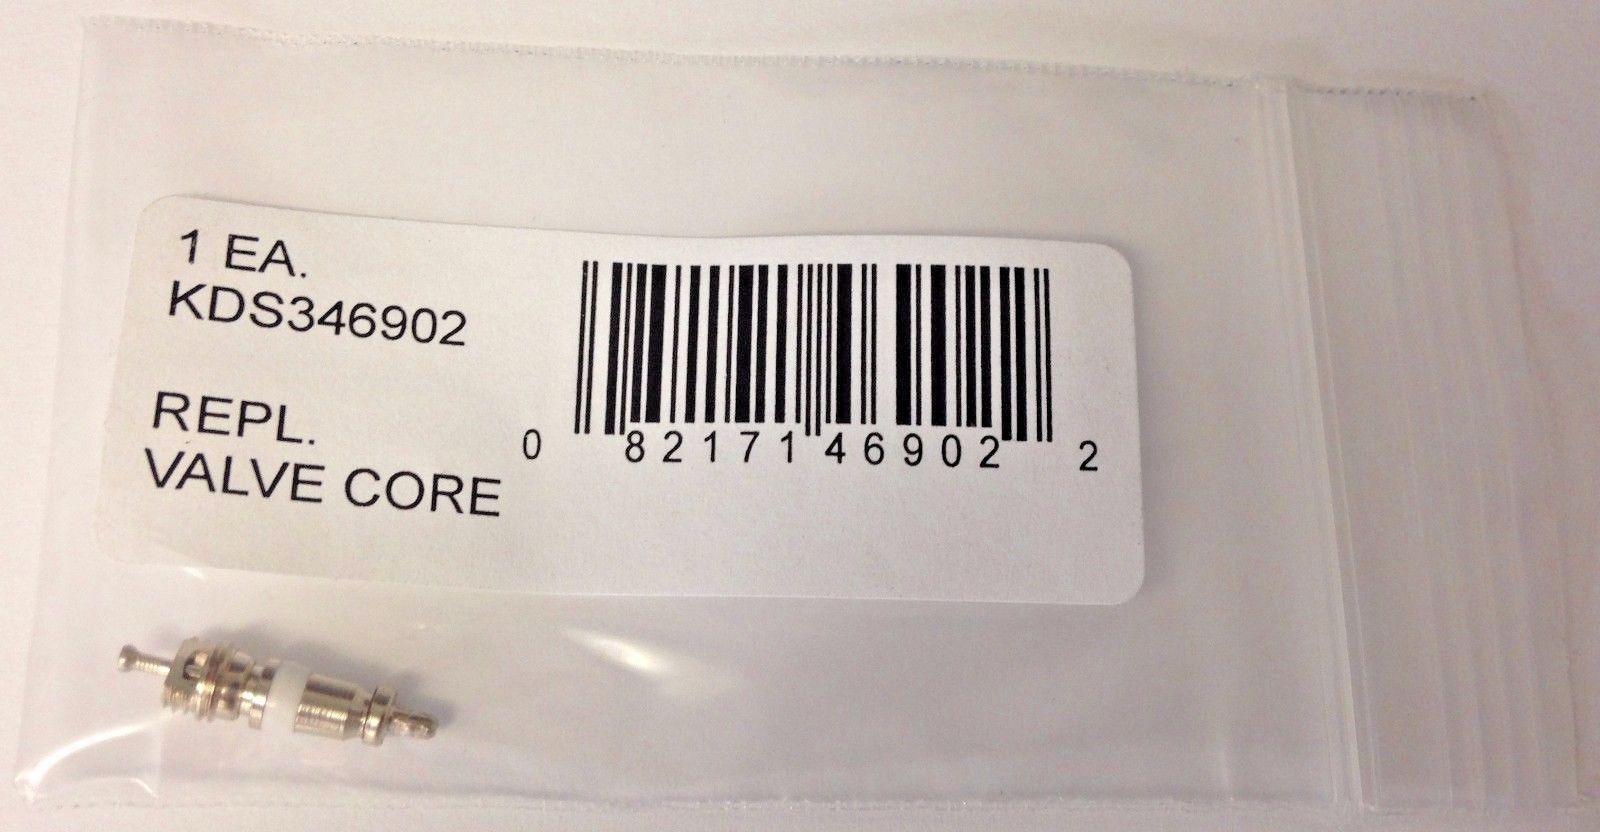 1 EA.
KDS346902
REPL.
VALVE CORE
0 82171 46902 2